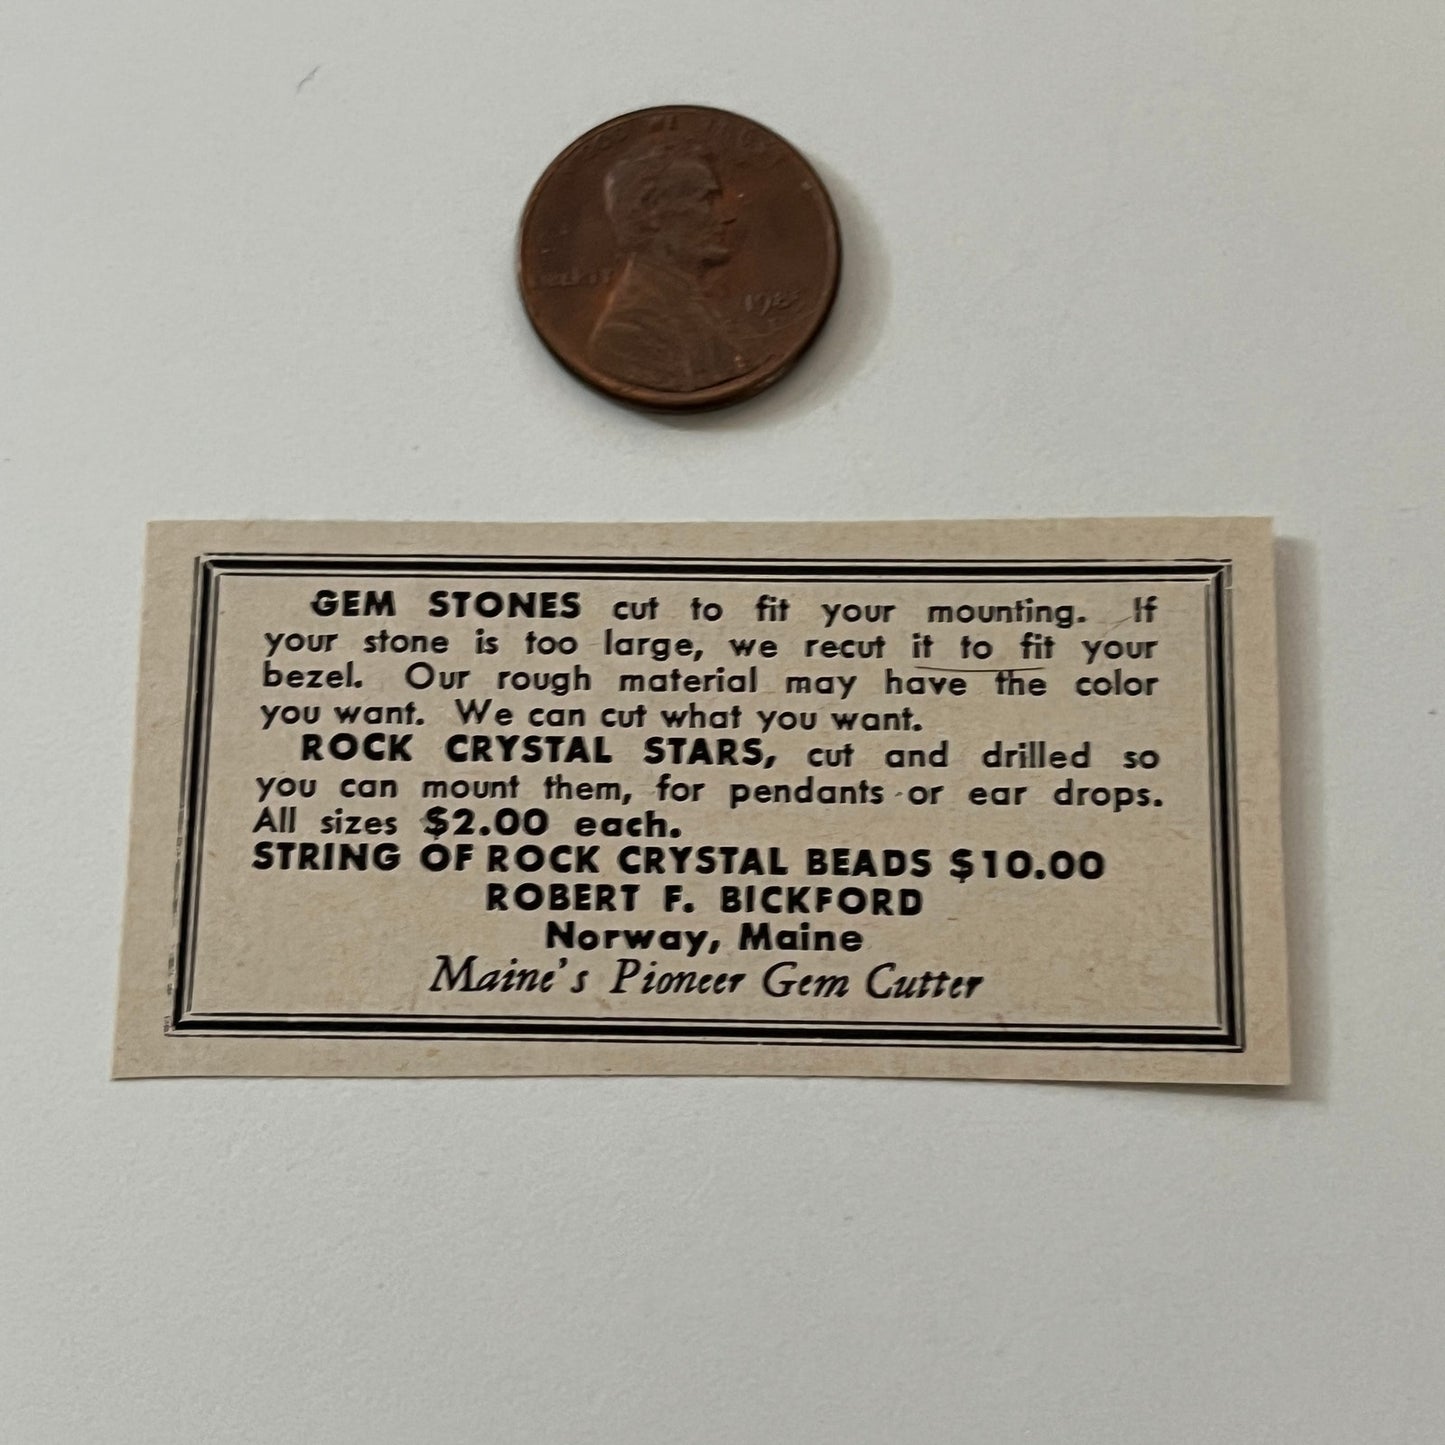 GEM STONES cut to fit your mounting. If
your stone is too large, we recut it to fit your
bezel. Our rough material may have the color
you want. We can cut what you want.
ROCK CRYSTAL STARS, cut and drilled so
you can mount them, for pendants or ear drops.
All sizes $2.00 each.
STRING OF ROCK CRYSTAL BEADS $10.00
ROBERT F. BICKFORD
Norway, Maine
Maine's Pioneer Gem Cutter